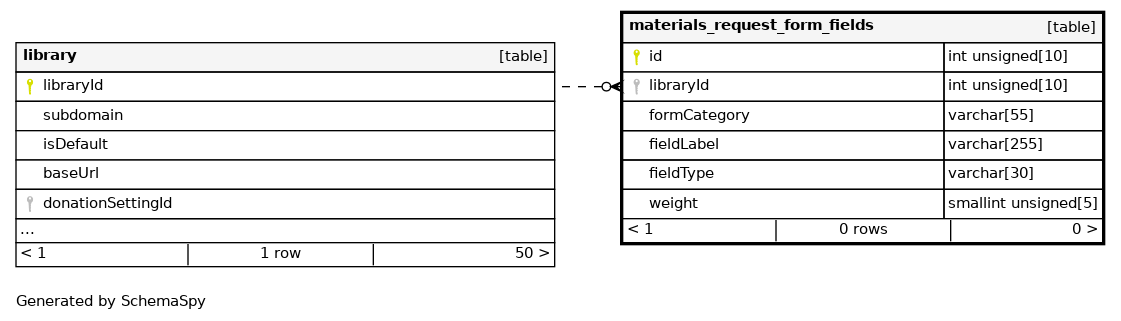 library [table]
libraryId
subdomain
isDefault
baseUrl
donationSettingId
...
< 1 1 row 50 >
materials_request_form_fields [table]
id int unsigned[10]
libraryId int unsigned[10]
formCategory varchar[55]
fieldLabel varchar[255]
fieldType varchar[30]
weight smallint unsigned[5]
< 1 0 rows 0 >
Generated by SchemaSpy